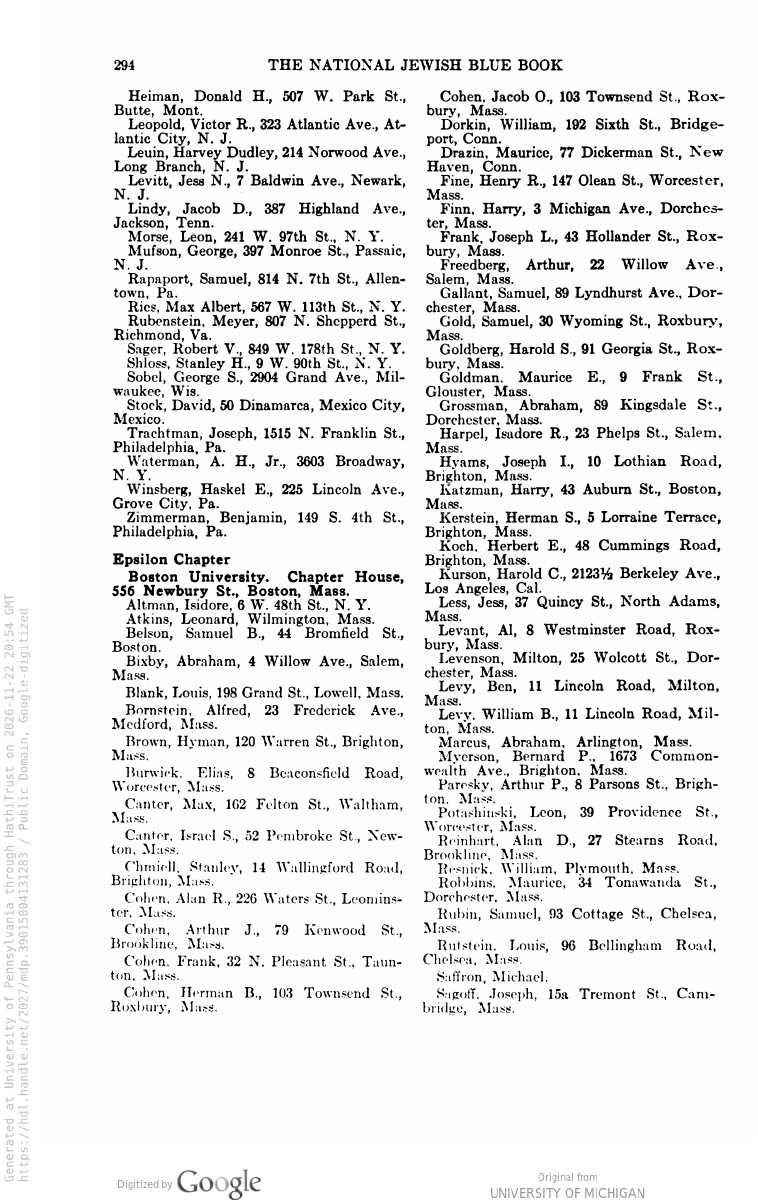 294
THE NATIONAL JEWISH BLUE BOOK
Heiman, Donald H., 507 W. Park St.,
Butte, Mont.
Leopold, Victor R., 323 Atlantic Ave., At-
lantic City, N. J.
Leuin, Harvey Dudley, 214 Norwood Ave.,
Long Branch, N. J.
Levitt, Jess N., 7 Baldwin Ave., Newark,
N. J.
Lindy, Jacob D., 387 Highland Ave.,
Jackson, Tenn.
Morse, Leon, 241 W. 97th St., N. Y.
Mufson, George, 397 Monroe St., Passaic,
N. J.
Rapaport, Samuel, 814 N. 7th St., Allen-
town, Pa.
Ries, Max Albert, 567 W. 113th St., N. Y.
Rubenstein, Meyer, 807 N. Shepperd St.,
Richmond, Va.
Sager, Robert V., 849 W. 178th St., N. Y.
Shloss, Stanley H., 9 W. 90th St., N. Y.
Sobel, George S., 2904 Grand Ave., Mil-
waukee, Wis.
Stock, David, 50 Dinamarca, Mexico City,
Mexico.
Trachtman, Joseph, 1515 N. Franklin St.,
Philadelphia, Pa.
Waterman, A. H., Jr., 3603 Broadway,
N. Y.
Winsberg, Haskel E., 225 Lincoln Ave.,
Grove City, Pa.
Zimmerman, Benjamin, 149 S. 4th St.,
Philadelphia, Pa.
Epsilon Chapter
Boston University. Chapter House,
556 Newbury St., Boston, Mass.
Altman, Isidore, 6 W. 48th St., N. Y.
Atkins, Leonard, Wilmington, Mass.
Belson, Samuel B., 44 Bromfield St.,
Boston.
Bixby, Abraham, 4 Willow Ave., Salem,
Mass.
Blank, Louis, 198 Grand St., Lowell, Mass.
Bornstein, Alfred, 23 Frederick Ave.,
Medford, Mass.
Brown, Hyman, 120 Warren St., Brighton,
Mass.
Burwick, Elias, 8 Beaconsfield Road,
Worcester, Mass.
Canter, Max, 162 Felton St., Waltham,
Mass.
Cantor, Israel S., 52 Pembroke St., New-
ton, Mass.
Chmiell, Stanley, 14 Wallingford Road,
Brighton, Mass.
Cohen, Alan R., 226 Waters St., Leomins-
ter, Mass.
Cohen, Arthur J., 79 Kenwood St.,
Brookline, Mass.
Cohen, Frank, 32 N. Pleasant St., Taun-
ton, Mass.
Cohen, Herman B., 103 Townsend St.,
Roxbury, Mass.
Cohen, Jacob O., 103 Townsend St., Rox-
bury, Mass.
Dorkin, William, 192 Sixth St., Bridge-
port, Conn.
Drazin, Maurice, 77 Dickerman St., New
Haven, Conn.
Fine, Henry R., 147 Olean St., Worcester,
Mass.
Finn, Harry, 3 Michigan Ave., Dorches-
ter, Mass.
Frank, Joseph L., 43 Hollander St., Rox-
bury, Mass.
Freedberg, Arthur, 22 Willow Ave.,
Salem, Mass.
Gallant, Samuel, 89 Lyndhurst Ave., Dor-
chester, Mass.
Gold, Samuel, 30 Wyoming St., Roxbury,
Mass.
Goldberg, Harold S., 91 Georgia St., Rox-
bury, Mass.
Goldman, Maurice E., 9 Frank St.,
Glouster, Mass.
Grossman, Abraham, 89 Kingsdale St.,
Dorchester, Mass.
Harpel, Isadore R., 23 Phelps St., Salem,
Mass.
Hyams, Joseph I., 10 Lothian Road,
Brighton, Mass.
Katzman, Harry, 43 Auburn St., Boston,
Mass.
Kerstein, Herman S., 5 Lorraine Terrace,
Brighton, Mass.
Koch, Herbert E., 48 Cummings Road,
Brighton, Mass.
Kurson, Harold C., 2123½ Berkeley Ave.,
Los Angeles, Cal.
Less, Jess, 37 Quincy St., North Adams,
Mass.
Levant, Al, 8 Westminster Road, Rox-
bury, Mass.
Levenson, Milton, 25 Wolcott St., Dor-
chester, Mass.
Levy, Ben, 11 Lincoln Road, Milton,
Mass.
Levy, William B., 11 Lincoln Road, Mil-
ton, Mass.
Marcus, Abraham, Arlington, Mass.
Myerson, Bernard P., 1673 Common-
wealth Ave., Brighton, Mass.
Paresky, Arthur P., 8 Parsons St., Brigh-
ton, Mass.
Potashinski, Leon, 39 Providence St.,
Worcester, Mass.
Reinhart, Alan D., 27 Stearns Road,
Brookline, Mass.
Resnick, William, Plymouth, Mass.
Robbins, Maurice, 34 Tonawanda St.,
Dorchester, Mass.
Rubin, Samuel, 93 Cottage St., Chelsea,
Mass.
Rutstein, Louis, 96 Bellingham Road,
Chelsea, Mass.
Saffron, Michael.
Sagoff, Joseph, 15a Tremont St., Cam-
bridge, Mass.
Generated at University of Pennsylvania through HathiTrust on 2026-11-22 20:54 GMT
https://hdl.handle.net/2027/mdp.39015004131283 / Public Domain, Google-digitized
Digitized by Google
Original from
UNIVERSITY OF MICHIGAN